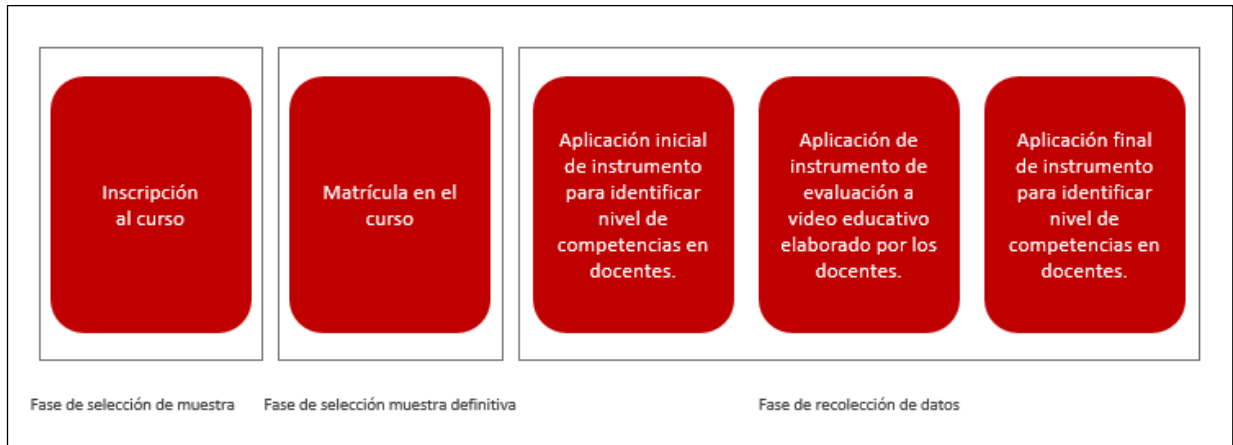 Inscripción
al curso
Matrícula en el
curso
Aplicación inicial
de instrumento
para identificar
nivel de
competencias en
docentes.
Aplicación de
instrumento de
evaluación a
video educativo
elaborado por los
docentes.
Aplicación final
de instrumento
para identificar
nivel de
competencias en
docentes.
Fase de selección de muestra
Fase de selección muestra definitiva
Fase de recolección de datos